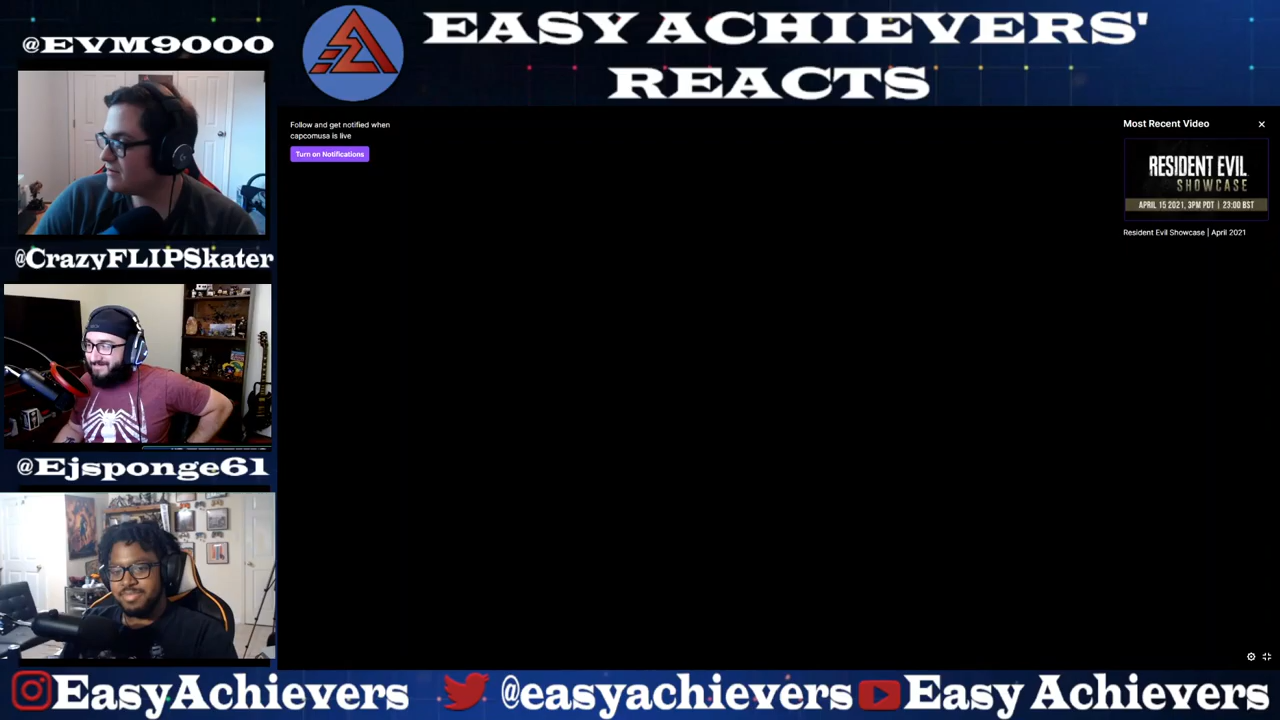 @EVM9000
EASY ACHIEVERS'
REACTS
Follow and get notified when
capcomusa is live
Turn on Notifications
Most Recent Video
RESIDENT EVIL
SHOWCASE
APRIL 15 2021, 3PM PDT | 23:00 BST
Resident Evil Showcase | April 2021
@CrazyFLIPSkater
@Ejsponge61
EasyAchievers
@easyachievers
Easy Achievers